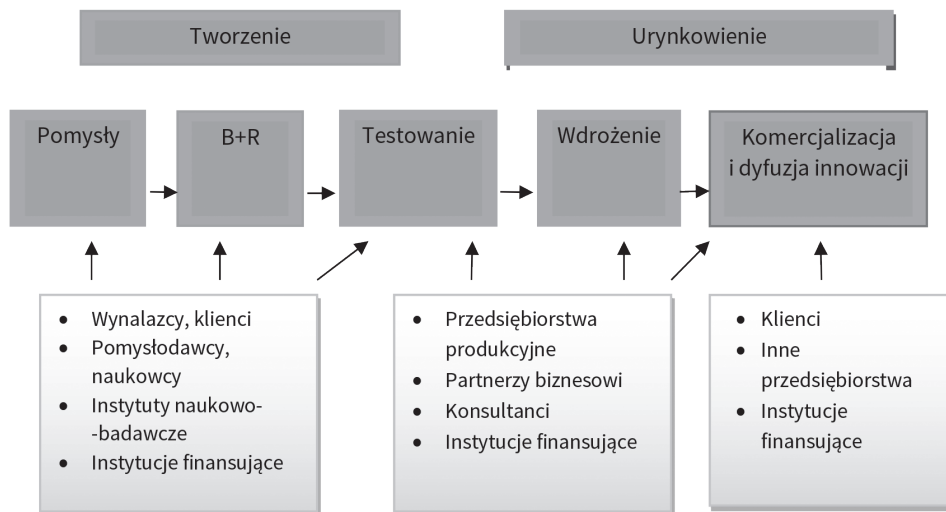 Tworzenie
Urynkowienie
Pomysły
B+R
Testowanie
Wdrożenie
Komercjalizacja
i dyfuzja innowacji
• Wynalazcy, klienci
• Pomysłodawcy,
naukowcy
• Instytuty naukowo-
-badawcze
• Instytucje finansujące
• Przedsiębiorstwa
produkcyjne
• Partnerzy biznesowi
• Konsultanci
• Instytucje finansujące
• Klienci
• Inne
przedsiębiorstwa
• Instytucje
finansujące